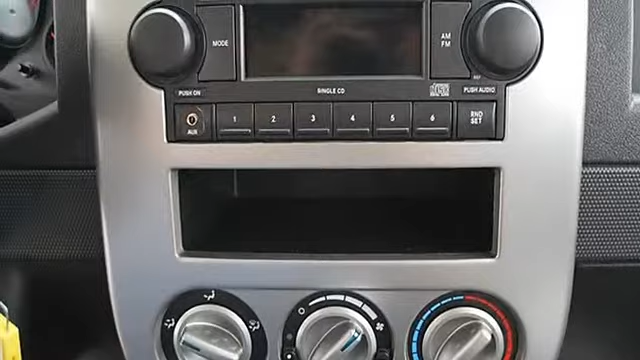 MODE
AM
FM
PUSH ON
SINGLE CD
PUSH AUDIO
AUX
1 2 3 4 5 6
RND
SET